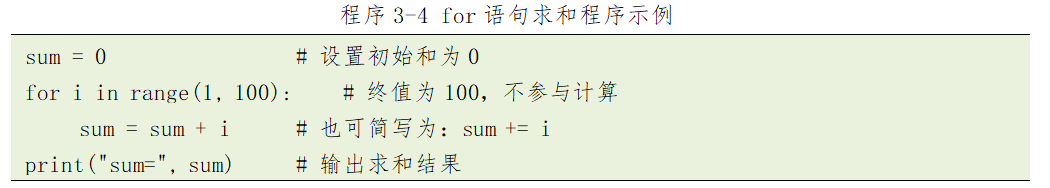 程序 3-4 for 语句求和程序示例
sum = 0 # 设置初始和为 0
for i in range(1, 100): # 终值为 100，不参与计算
sum = sum + i # 也可简写为：sum += i
print("sum=", sum) # 输出求和结果